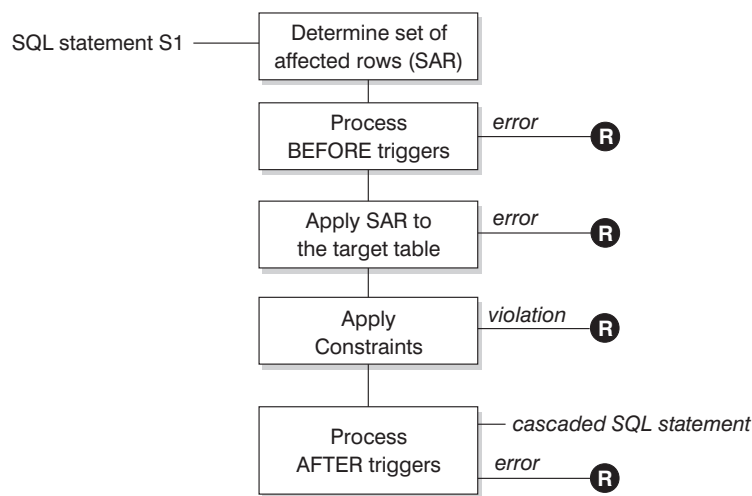 SQL statement S1
Determine set of
affected rows (SAR)
Process
BEFORE triggers
error
R
Apply SAR to
the target table
error
R
Apply
Constraints
violation
R
Process
AFTER triggers
cascaded SQL statement
error
R